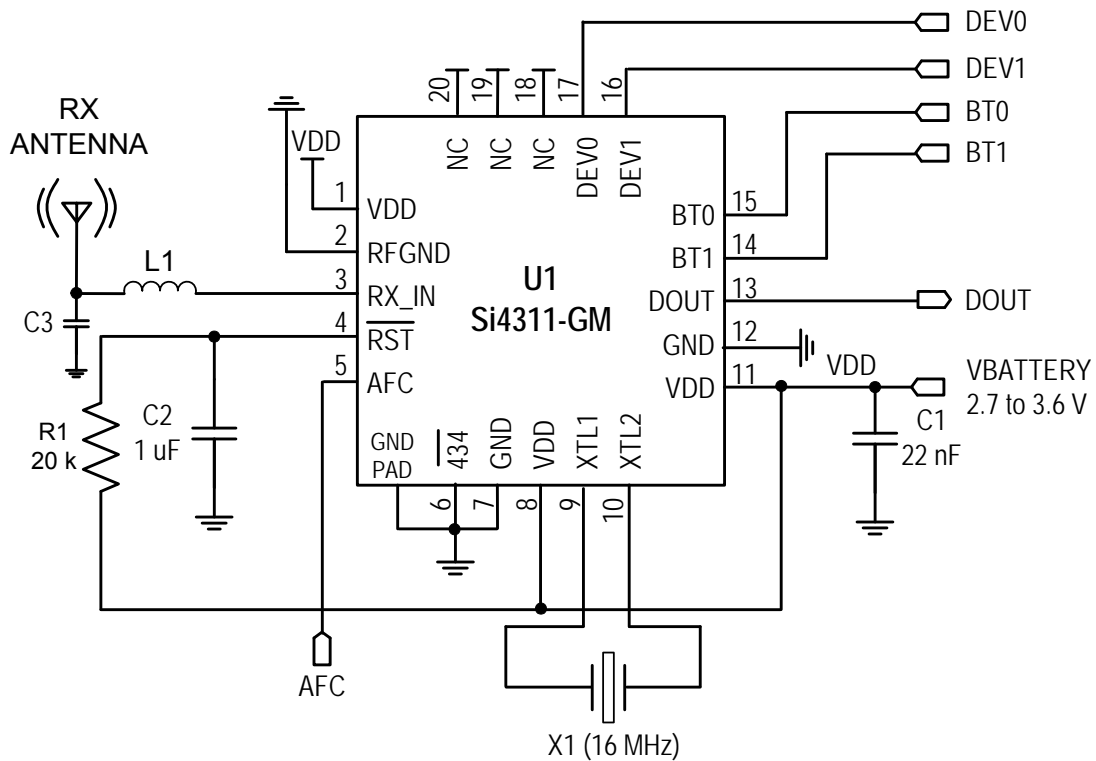 DEV0
DEV1
BT0
BT1
20
19
18
17
16
NC
NC
NC
DEV0
DEV1
RX
ANTENNA
VDD
1
VDD
2
RFGND
L1
3
RX_IN
4
RST
5
AFC
C3
U1
Si4311-GM
15
BT0
14
BT1
13
DOUT
DOUT
12
GND
11
VDD
VDD
VBATTERY
2.7 to 3.6 V
C1
22 nF
R1
20 k
C2
1 uF
GND
PAD
434
GND
VDD
XTL1
XTL2
6
7
8
9
10
AFC
X1 (16 MHz)